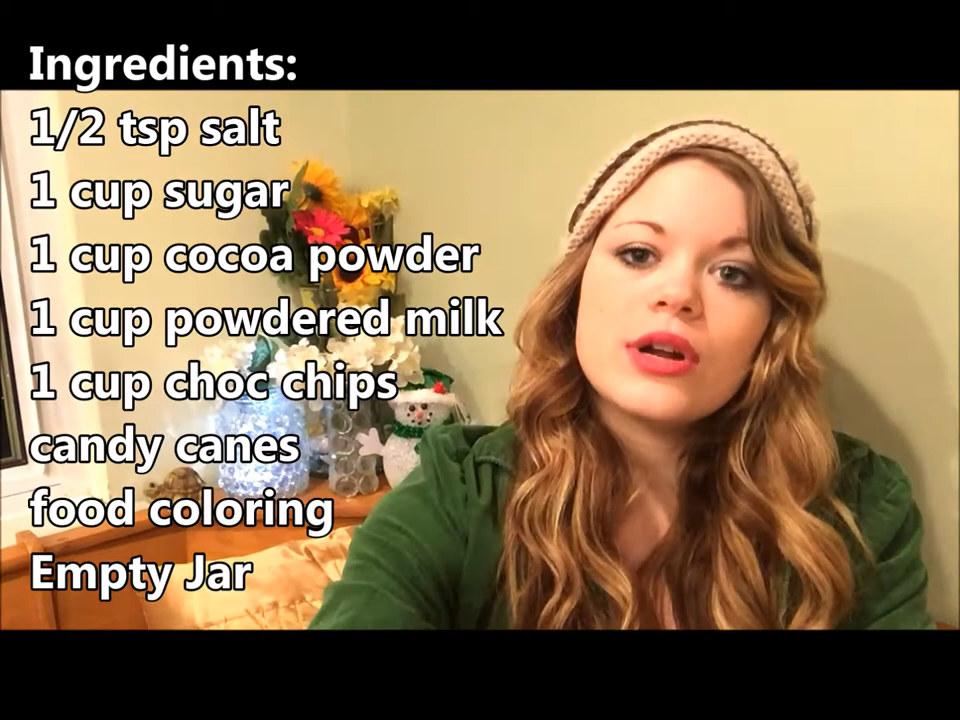 Ingredients:
1/2 tsp salt
1 cup sugar
1 cup cocoa powder
1 cup powdered milk
1 cup choc chips
candy canes
food coloring
Empty Jar